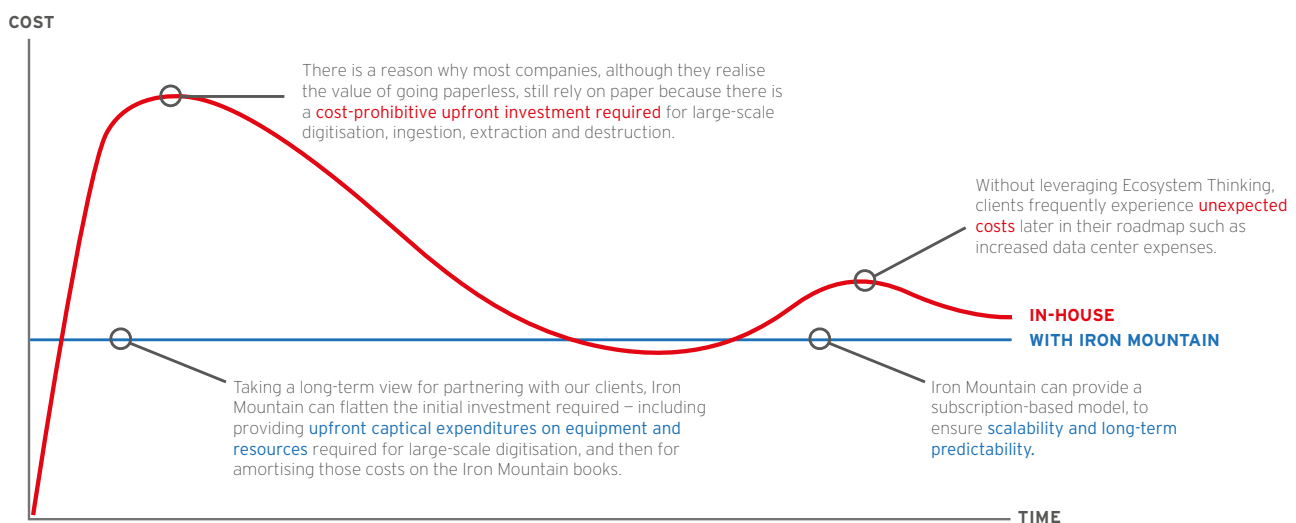 COST
There is a reason why most companies, although they realise
the value of going paperless, still rely on paper because there is
a cost-prohibitive upfront investment required for large-scale
digitisation, ingestion, extraction and destruction.
Without leveraging Ecosystem Thinking,
clients frequently experience unexpected
costs later in their roadmap such as
increased data center expenses.
IN-HOUSE
WITH IRON MOUNTAIN
Taking a long-term view for partnering with our clients, Iron
Mountain can flatten the initial investment required – including
providing upfront captical expenditures on equipment and
resources required for large-scale digitisation, and then for
amortising those costs on the Iron Mountain books.
Iron Mountain can provide a
subscription-based model, to
ensure scalability and long-term
predictability.
TIME